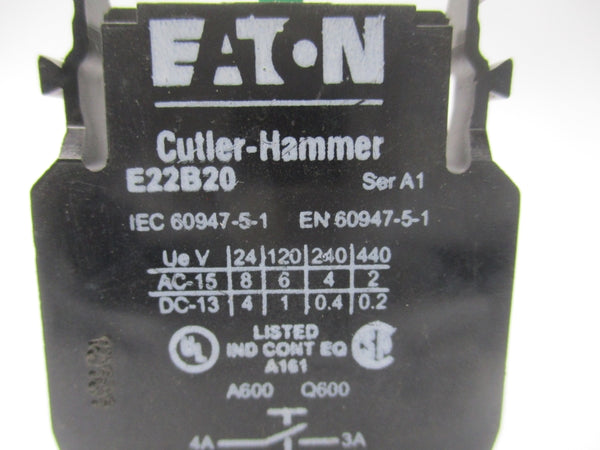 EATON
Cutler-Hammer
E22B20 Ser A1
IEC 60947-5-1 EN 60947-5-1
Ue V 24 120 240 440
AC-15 8 6 4 2
DC-13 4 1 0.4 0.2
UL LISTED SA
IND CONT EQ
A161
A600 Q600
4A 3A